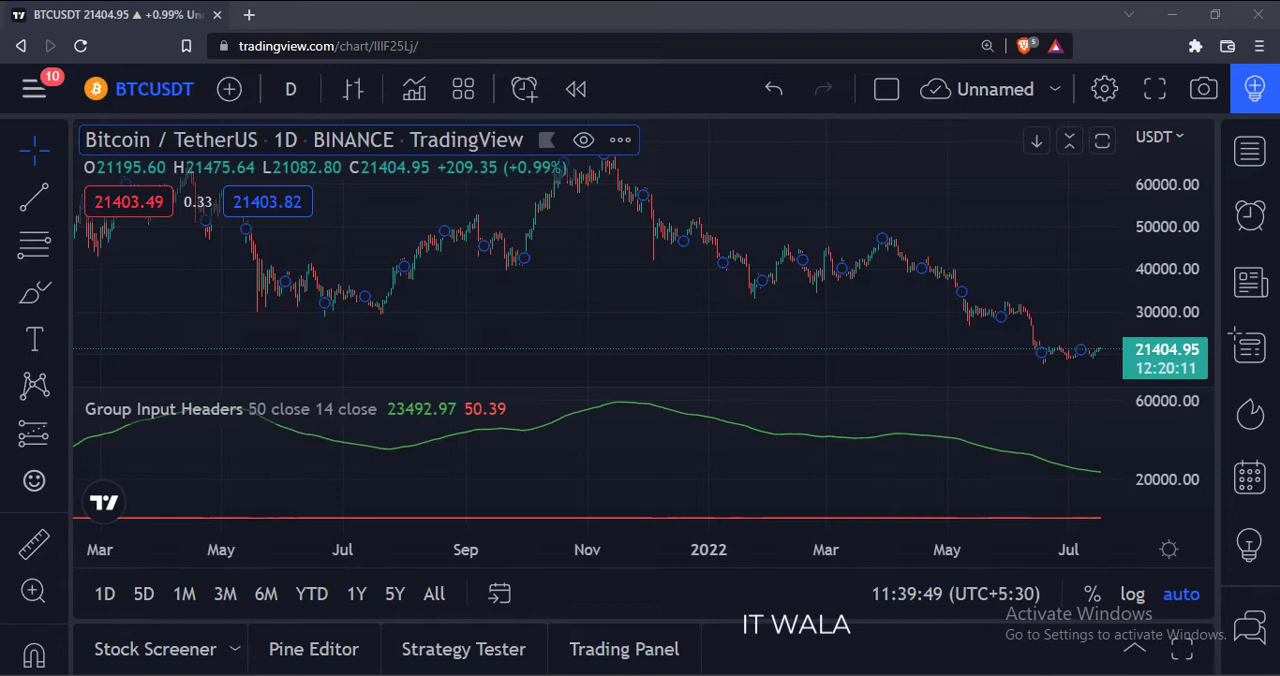 BTCUSDT 21404.95 ▲ +0.99% Un
tradingview.com/chart/IIIF25Lj/
5
10
BTCUSDT
D
Unnamed
Bitcoin / TetherUS · 1D · BINANCE · TradingView
USDT
O21195.60 H21475.64 L21082.80 C21404.95 +209.35 (+0.99%)
21403.49 0.33 21403.82
60000.00
50000.00
40000.00
30000.00
21404.95
12:20:11
Group Input Headers 50 close 14 close 23492.97 50.39
60000.00
20000.00
Mar May Jul Sep Nov 2022 Mar May Jul
1D 5D 1M 3M 6M YTD 1Y 5Y All
11:39:49 (UTC+5:30) % log auto
Activate Windows
Go to Settings to activate Windows.
IT WALA
Stock Screener Pine Editor Strategy Tester Trading Panel